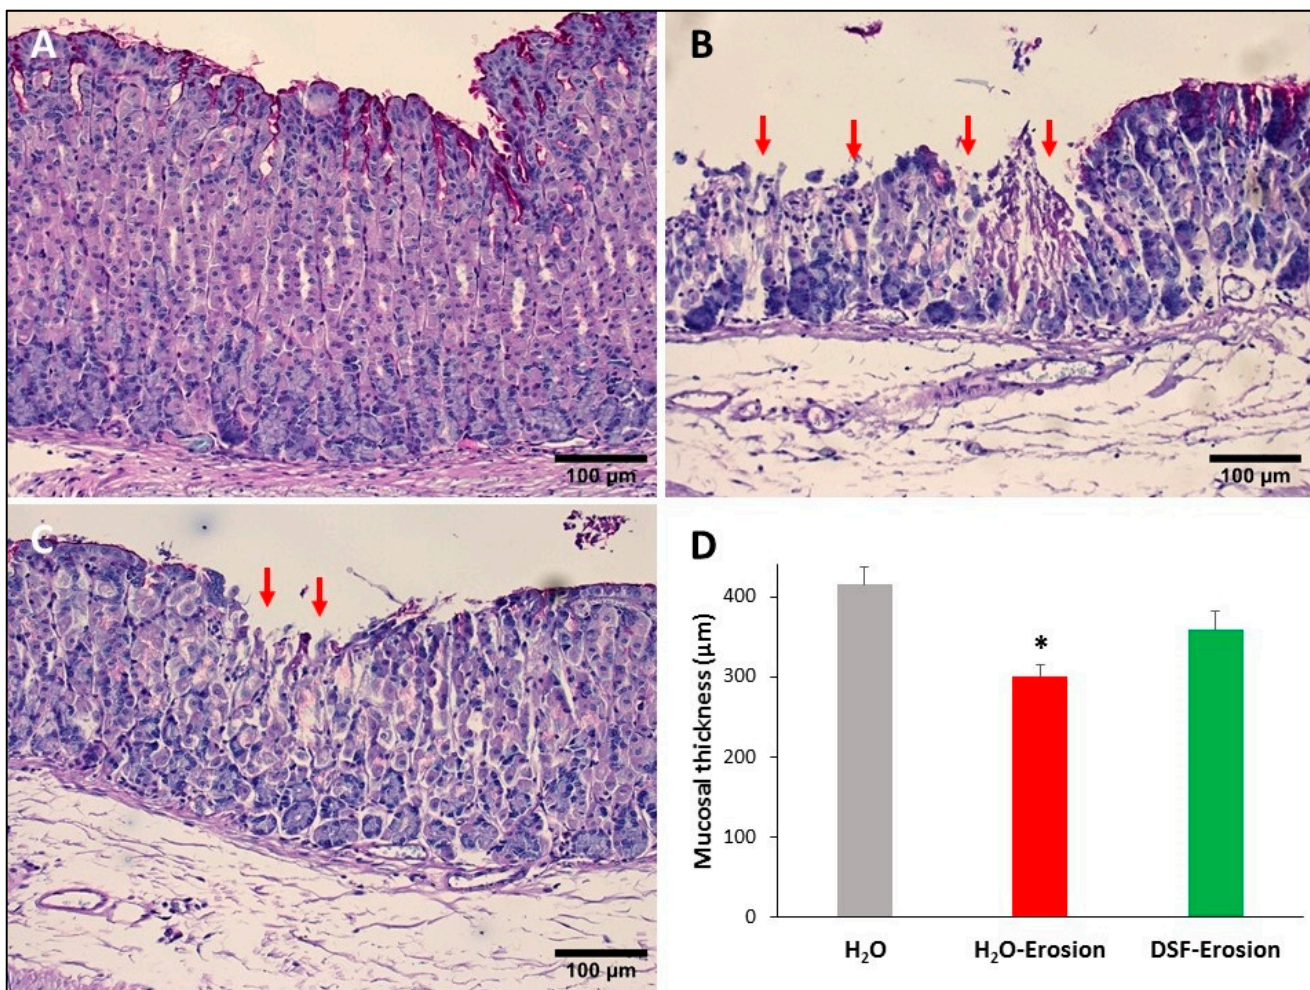 A
B
100 µm
100 µm
C
D
Mucosal thickness (µm)
400
300
200
100
0
*
H₂O
H₂O-Erosion
DSF-Erosion
100 µm